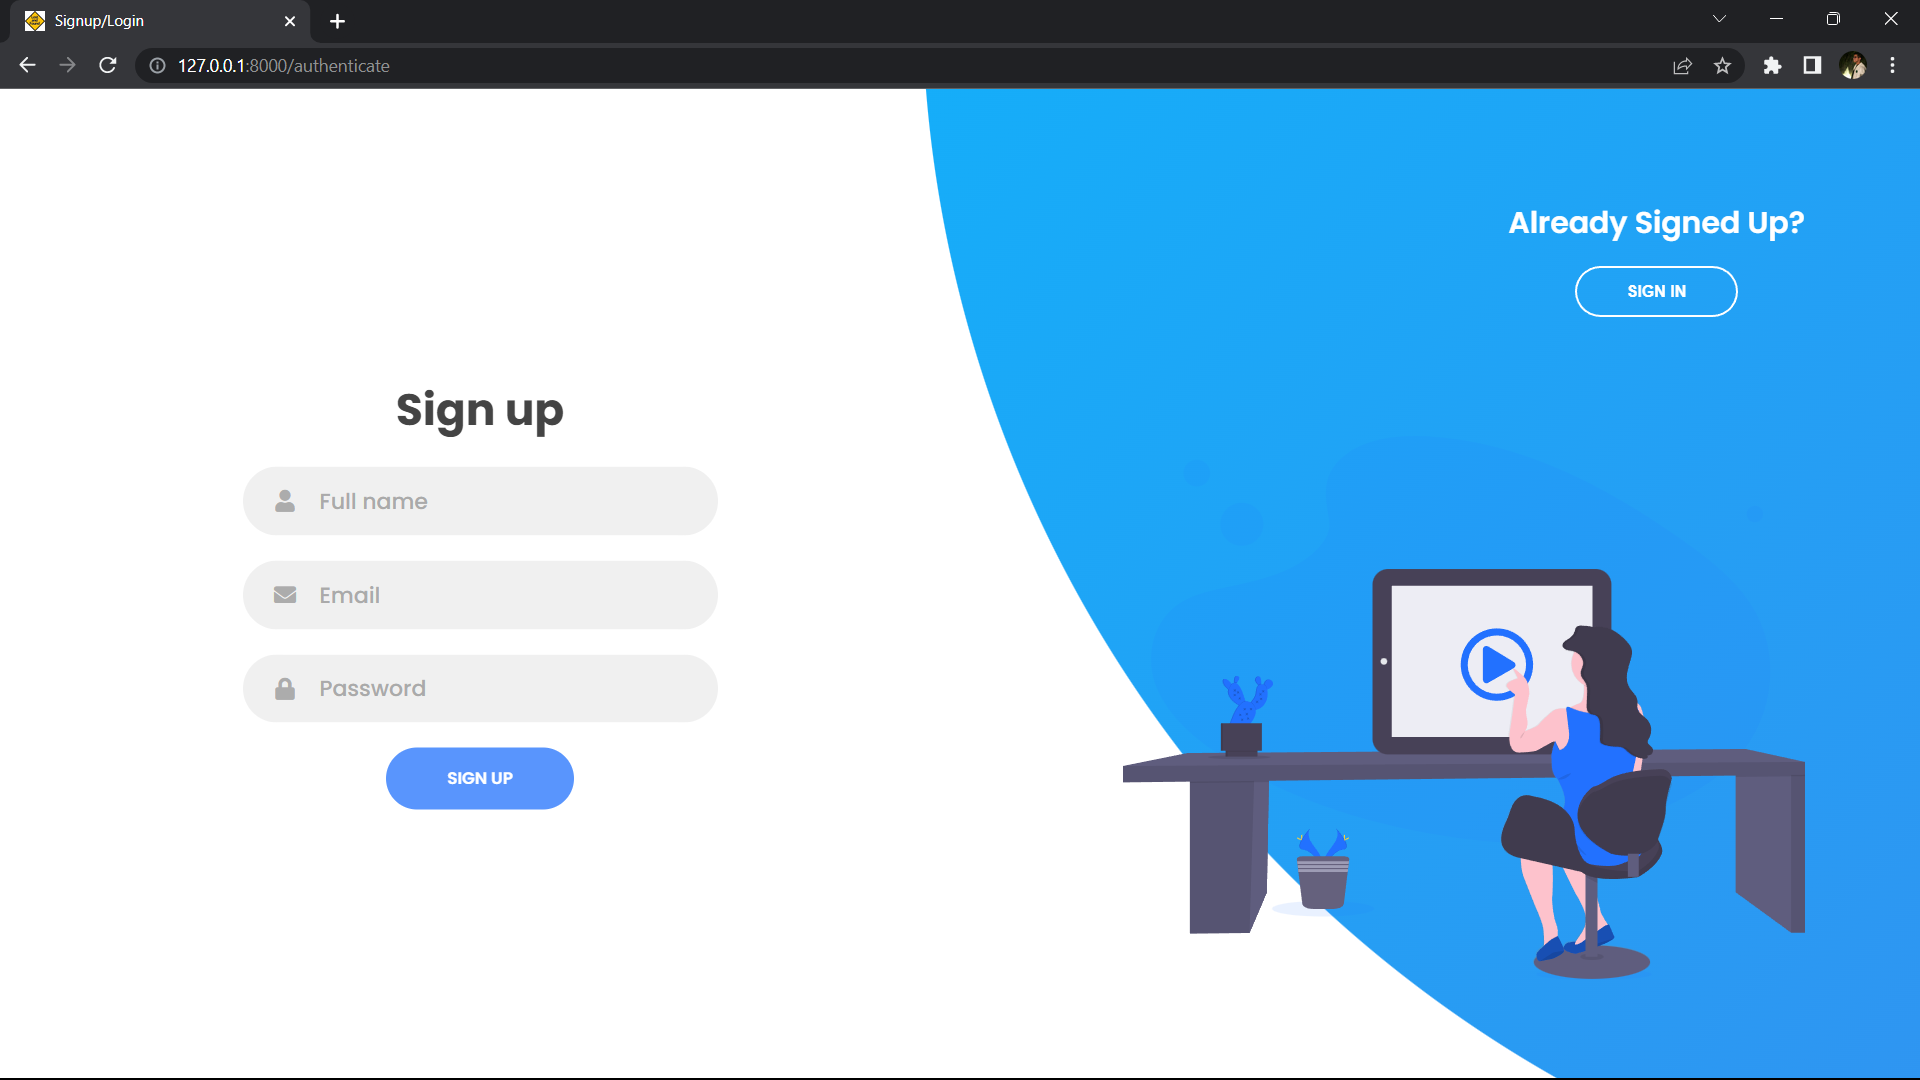 Signup/Login
127.0.0.1:8000/authenticate
Already Signed Up?
SIGN IN
Sign up
Full name
Email
Password
SIGN UP